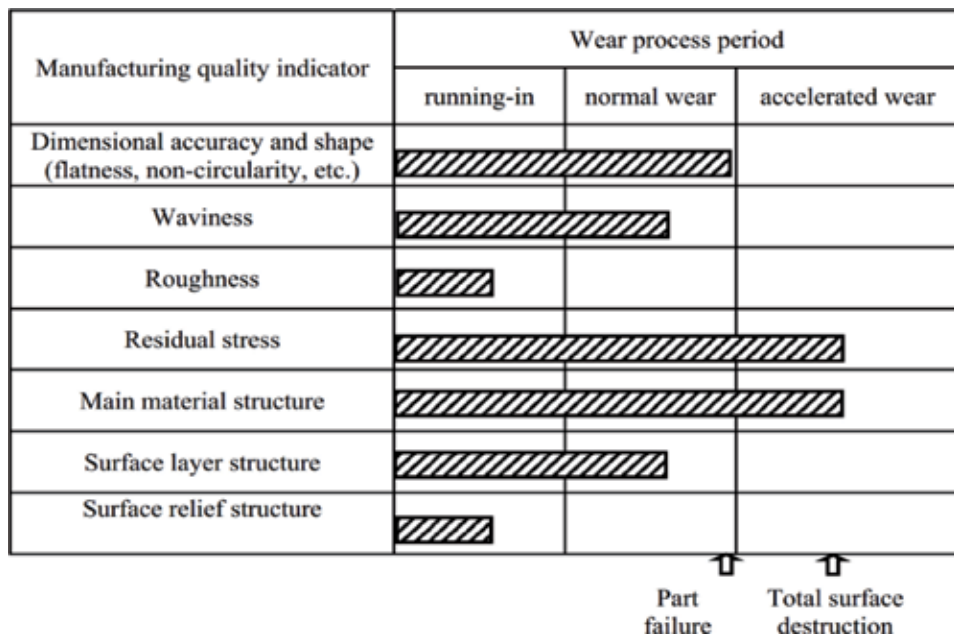 Manufacturing quality indicator
Wear process period
running-in
normal wear
accelerated wear
Dimensional accuracy and shape
(flatness, non-circularity, etc.)
Waviness
Roughness
Residual stress
Main material structure
Surface layer structure
Surface relief structure
Part
failure
Total surface
destruction